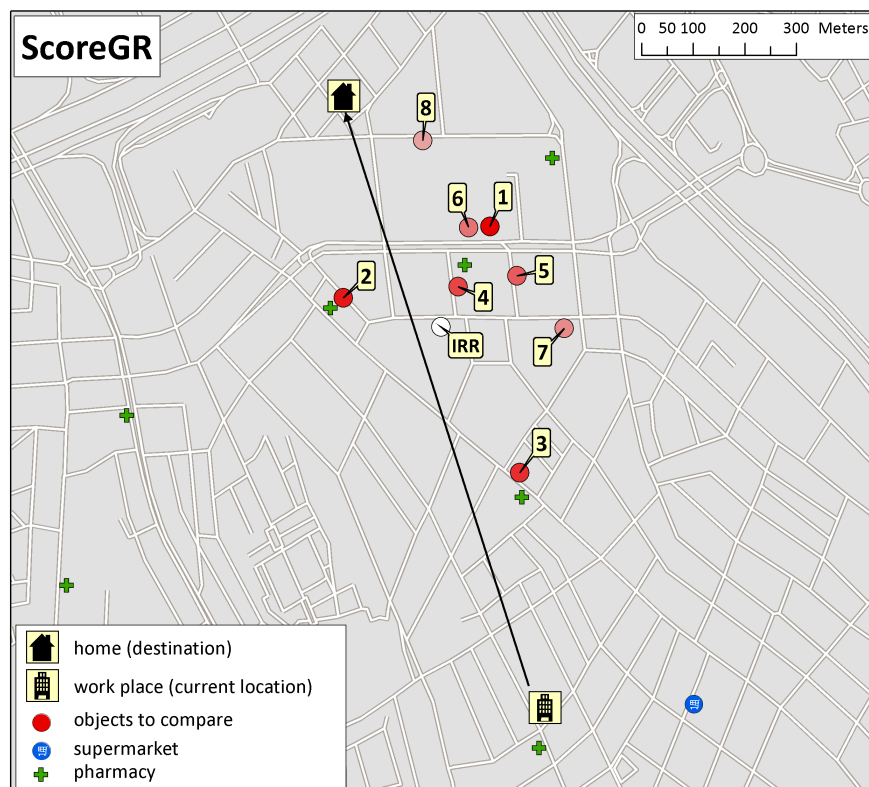 ScoreGR
0 50 100 200 300 Meters
8
6
1
2
5
4
IRR
7
3
home (destination)
work place (current location)
objects to compare
supermarket
pharmacy